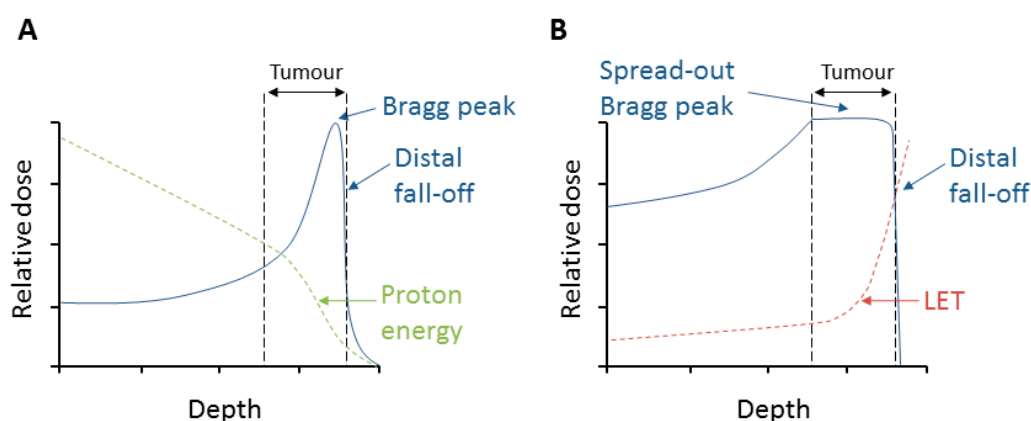 A
Tumour
Bragg peak
Distal
fall-off
Proton
energy
Relative dose
Depth
B
Spread-out
Bragg peak
Tumour
Distal
fall-off
LET
Relative dose
Depth